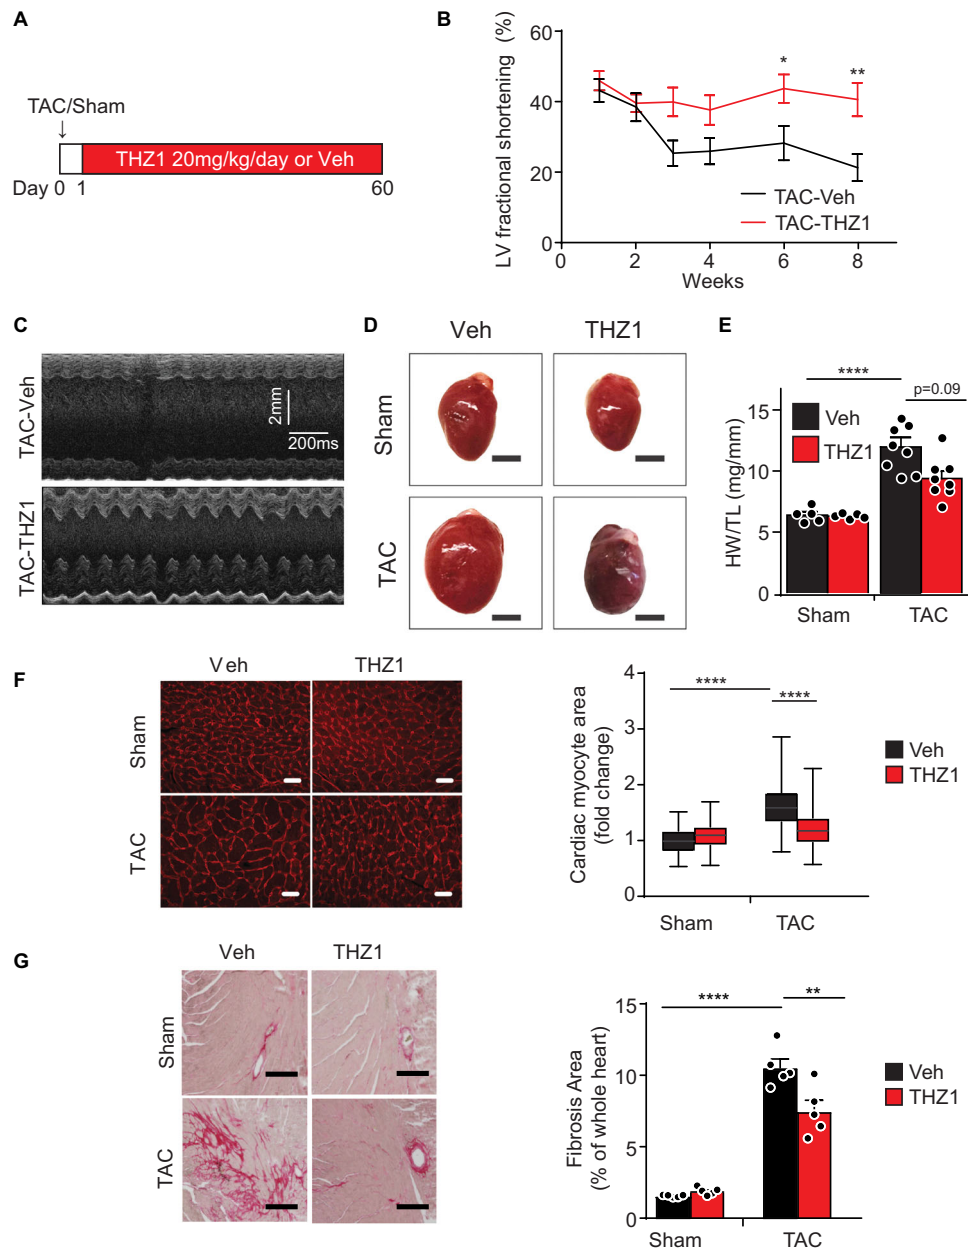 A
TAC/Sham
↓
THZ1 20mg/kg/day or Veh
Day 0 1 60
B
LV fractional shortening (%)
60
40
20
0
* **
TAC-Veh
TAC-THZ1
0 2 4 6 8
Weeks
C
TAC-Veh
2mm
200ms
TAC-THZ1
D
Veh THZ1
Sham
TAC
E
HW/TL (mg/mm)
****
p=0.09
Veh
THZ1
15
10
5
0
Sham TAC
F
Veh THZ1
Sham
TAC
Cardiac myocyte area
(fold change)
4
3
2
1
0
**** ****
Veh
THZ1
Sham TAC
G
Veh THZ1
Sham
TAC
Fibrosis Area
(% of whole heart)
15
10
5
0
**** **
Veh
THZ1
Sham TAC